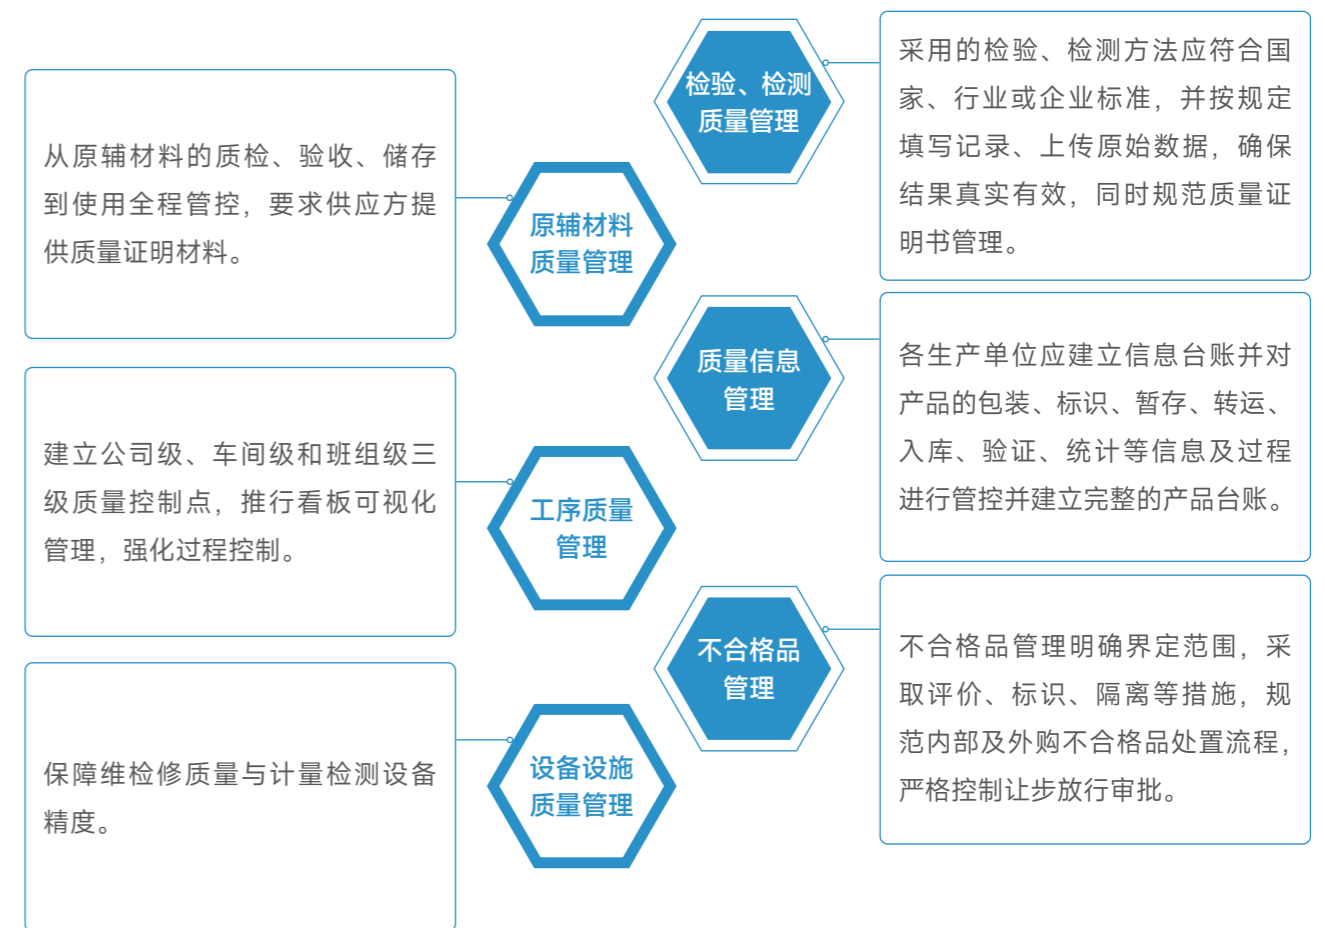 检验、检测
质量管理
采用的检验、检测方法应符合国
家、行业或企业标准，并按规定
填写记录、上传原始数据，确保
结果真实有效，同时规范质量证
明书管理。
从原辅材料的质检、验收、储存
到使用全程管控，要求供应方提
供质量证明材料。
原辅材料
质量管理
质量信息
管理
各生产单位应建立信息台账并对
产品的包装、标识、暂存、转运、
入库、验证、统计等信息及过程
进行管控并建立完整的产品台账。
建立公司级、车间级和班组级三
级质量控制点，推行看板可视化
管理，强化过程控制。
工序质量
管理
不合格品
管理
不合格品管理明确界定范围，采
取评价、标识、隔离等措施，规
范内部及外购不合格品处置流程，
严格控制让步放行审批。
保障维检修质量与计量检测设备
精度。
设备设施
质量管理